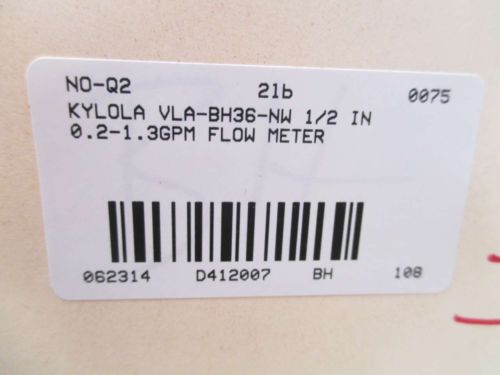 NO-Q2 2lb 0075
KYLOLA VLA-BH36-NW 1/2 IN
0.2-1.3GPM FLOW METER
062314 D412007 BH 108